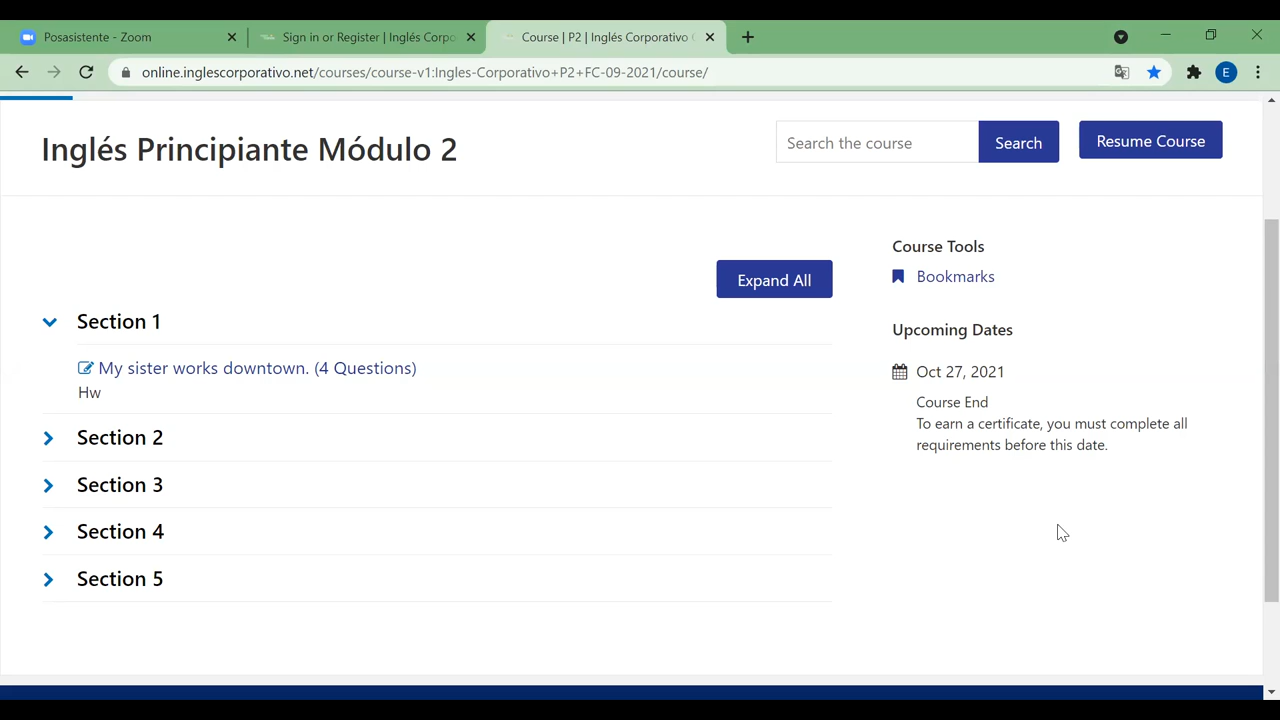 Posasistente - Zoom
Sign in or Register | Inglés Corpo
Course | P2 | Inglés Corporativo
online.inglescorporativo.net/courses/course-v1:Ingles-Corporativo+P2+FC-09-2021/course/
E
Inglés Principiante Módulo 2
Search the course
Search
Resume Course
Expand All
Section 1
My sister works downtown. (4 Questions)
Hw
Section 2
Section 3
Section 4
Section 5
Course Tools
Bookmarks
Upcoming Dates
Oct 27, 2021
Course End
To earn a certificate, you must complete all
requirements before this date.